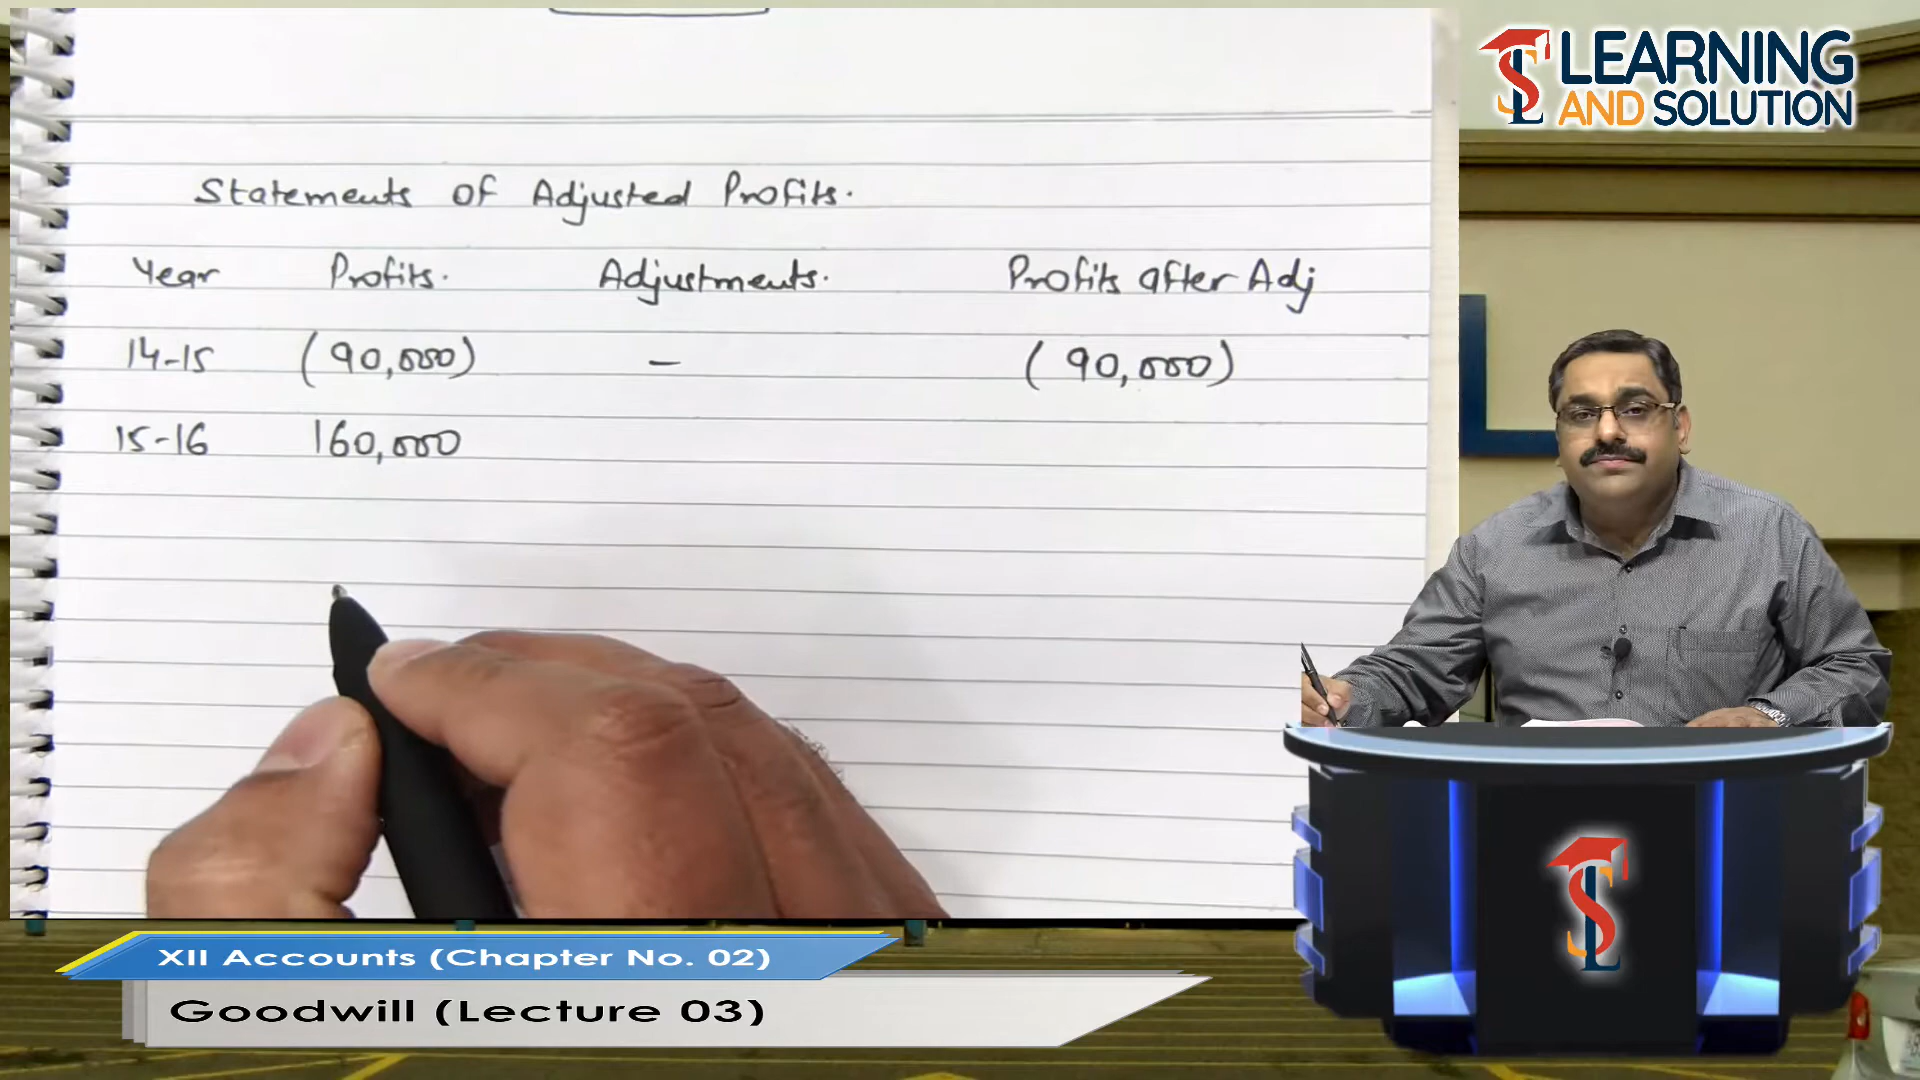 LEARNING
AND SOLUTION
Statements of Adjusted Profits.
Year Profits. Adjustments. Profits after Adj
14-15 (90,000) - (90,000)
15-16 160,000
XII Accounts (Chapter No. 02)
Goodwill (Lecture 03)